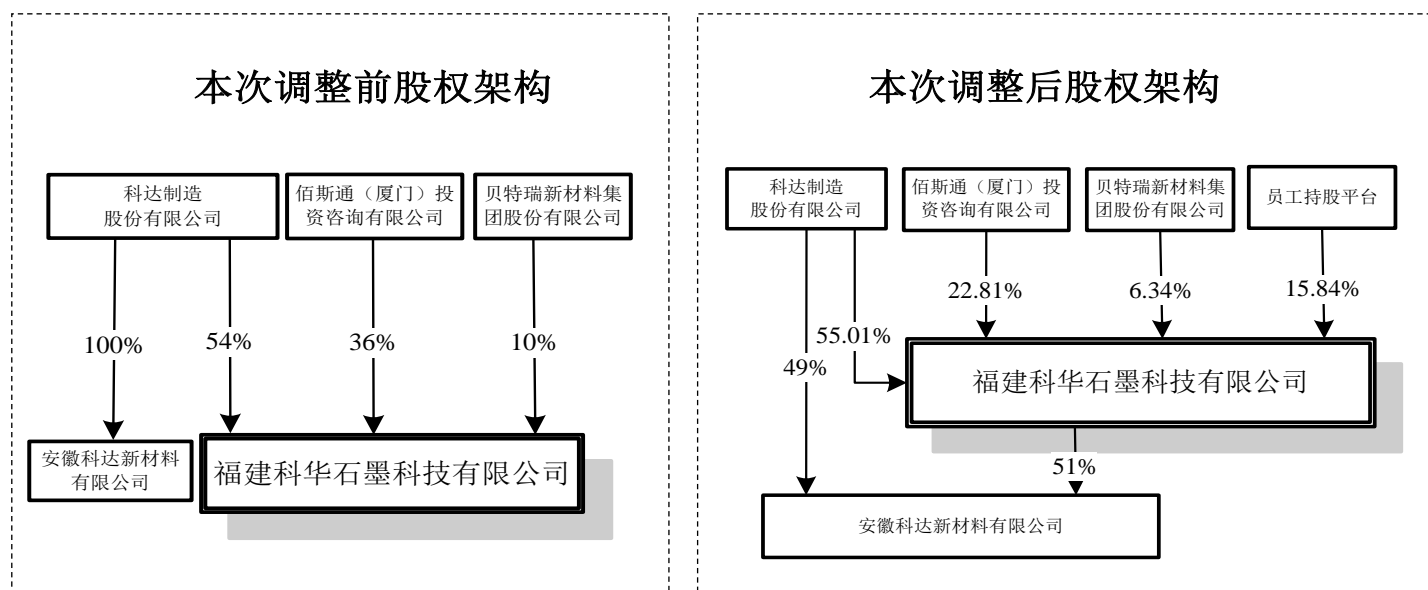 本次调整前股权架构
科达制造
股份有限公司
佰斯通（厦门）投
资咨询有限公司
贝特瑞新材料集
团股份有限公司
100%
54%
36%
10%
安徽科达新材料
有限公司
福建科华石墨科技有限公司
本次调整后股权架构
科达制造
股份有限公司
佰斯通（厦门）投
资咨询有限公司
贝特瑞新材料集
团股份有限公司
员工持股平台
22.81%
6.34%
15.84%
55.01%
49%
福建科华石墨科技有限公司
51%
安徽科达新材料有限公司